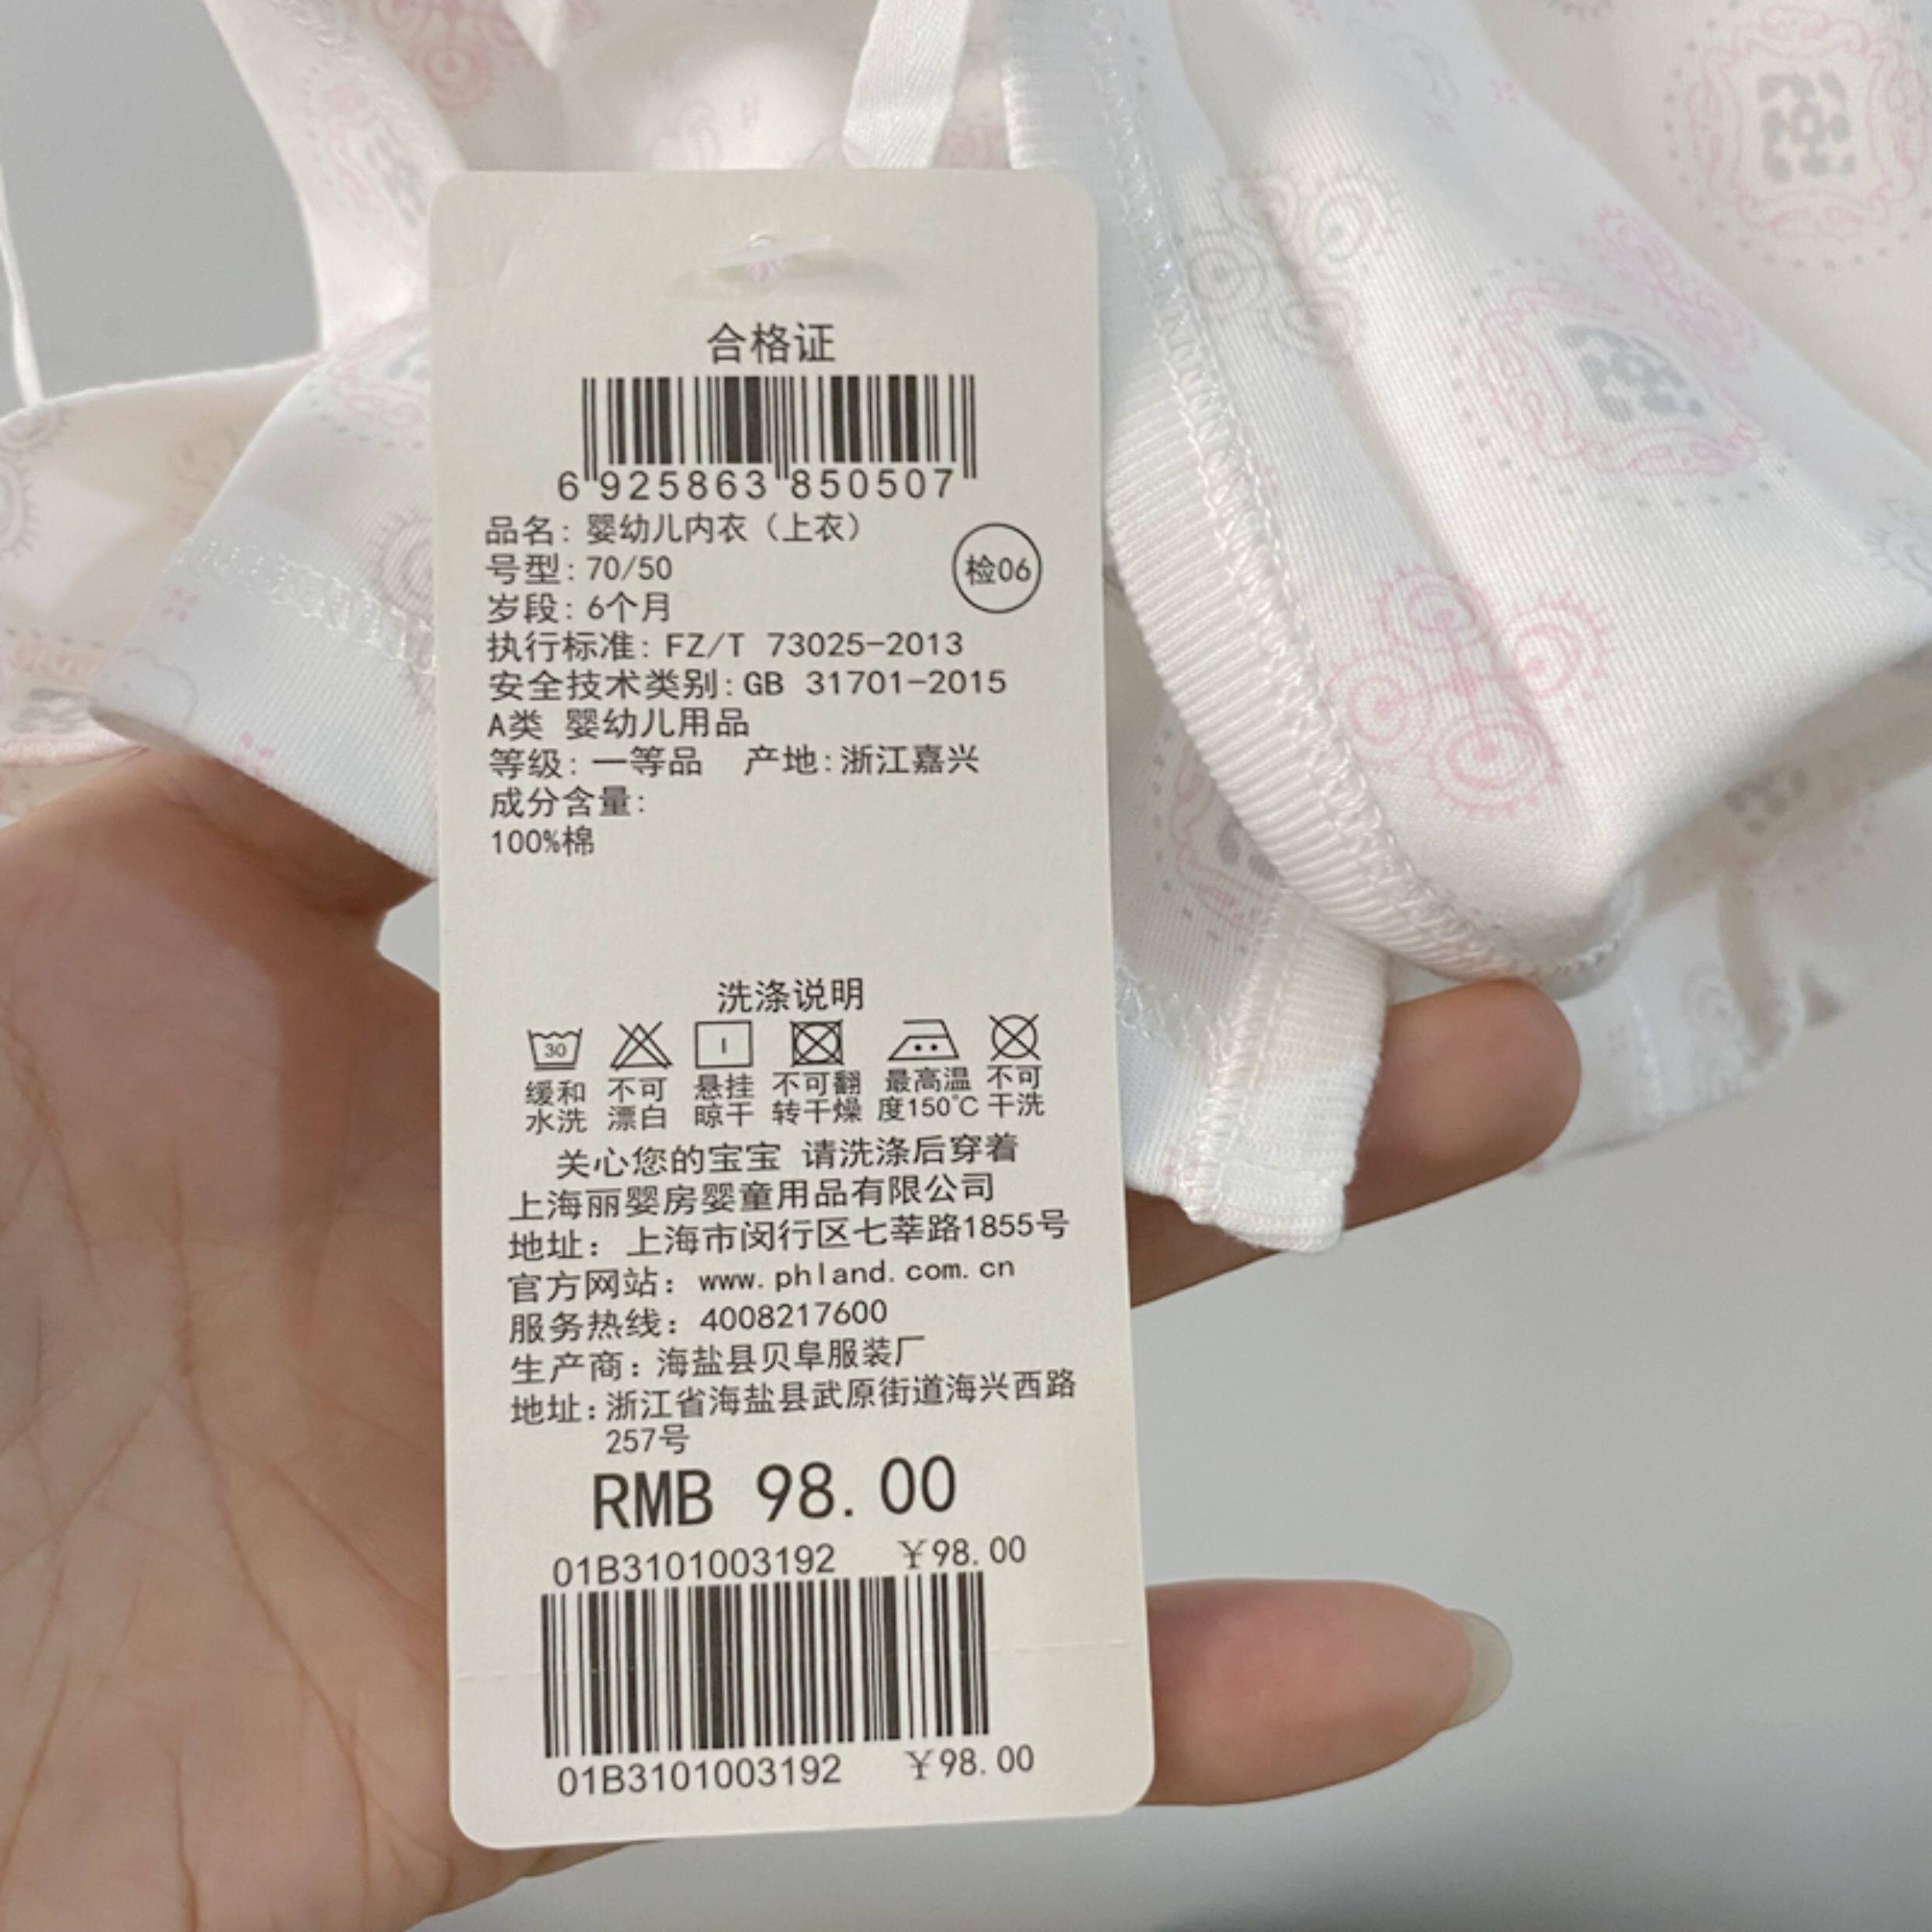 合格证
6 925863 850507
品名: 婴幼儿内衣（上衣）
号型: 70/50
检06
岁段: 6个月
执行标准: FZ/T 73025-2013
安全技术类别:GB 31701-2015
A类 婴幼儿用品
等级: 一等品 产地:浙江嘉兴
成分含量:
100%棉
洗涤说明
30
缓和 不可 悬挂 不可翻 最高温 不可
水洗 漂白 晾干 转干燥 度150℃ 干洗
关心您的宝宝 请洗涤后穿着
上海丽婴房婴童用品有限公司
地址: 上海市闵行区七莘路1855号
官方网站: www.phland.com.cn
服务热线: 4008217600
生产商: 海盐县贝阜服装厂
地址:浙江省海盐县武原街道海兴西路
257号
RMB 98.00
01B3101003192 ￥98.00
01B3101003192 ￥98.00